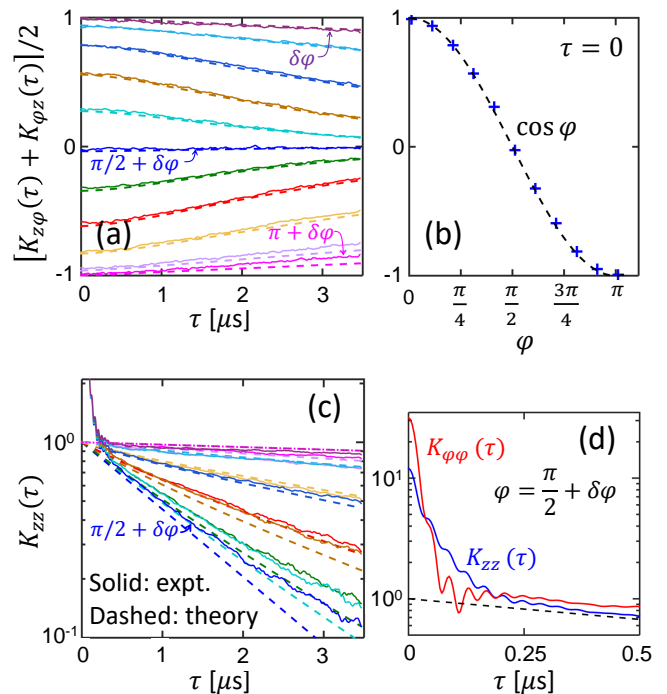 [K_{zφ}(τ) + K_{φz}(τ)]/2
1
0
-1
δφ
π/2 + δφ
π + δφ
(a)
0 1 2 3
τ [μs]
1
0
-1
τ = 0
cos φ
(b)
0 π/4 π/2 3π/4 π
φ
K_{zz}(τ)
10^0
10^{-1}
(c)
π/2 + δφ
Solid: expt.
Dashed: theory
0 1 2 3
τ [μs]
10^1
10^0
(d)
K_{φφ}(τ)
φ = π/2 + δφ
K_{zz}(τ)
0 0.25 0.5
τ [μs]